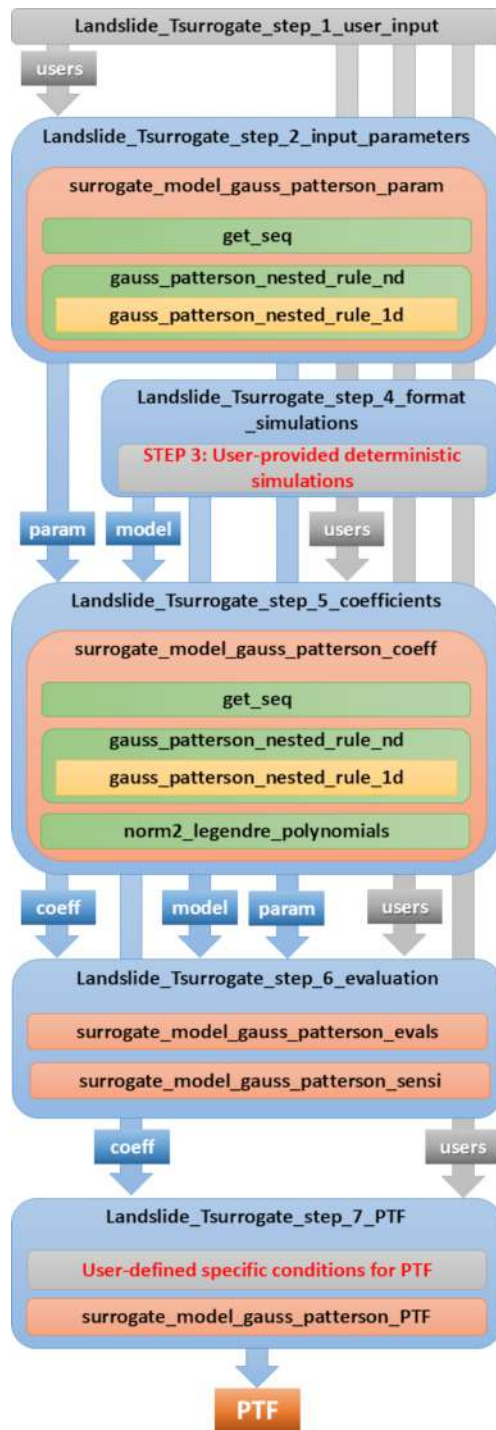 Landslide_Tsurrogate_step_1_user_input
users
Landslide_Tsurrogate_step_2_input_parameters
surrogate_model_gauss_patterson_param
get_seq
gauss_patterson_nested_rule_nd
gauss_patterson_nested_rule_1d
Landslide_Tsurrogate_step_4_format
_simulations
STEP 3: User-provided deterministic
simulations
param model users
Landslide_Tsurrogate_step_5_coefficients
surrogate_model_gauss_patterson_coeff
get_seq
gauss_patterson_nested_rule_nd
gauss_patterson_nested_rule_1d
norm2_legendre_polynomials
coeff model param users
Landslide_Tsurrogate_step_6_evaluation
surrogate_model_gauss_patterson_evals
surrogate_model_gauss_patterson_sensi
coeff users
Landslide_Tsurrogate_step_7_PTF
User-defined specific conditions for PTF
surrogate_model_gauss_patterson_PTF
PTF